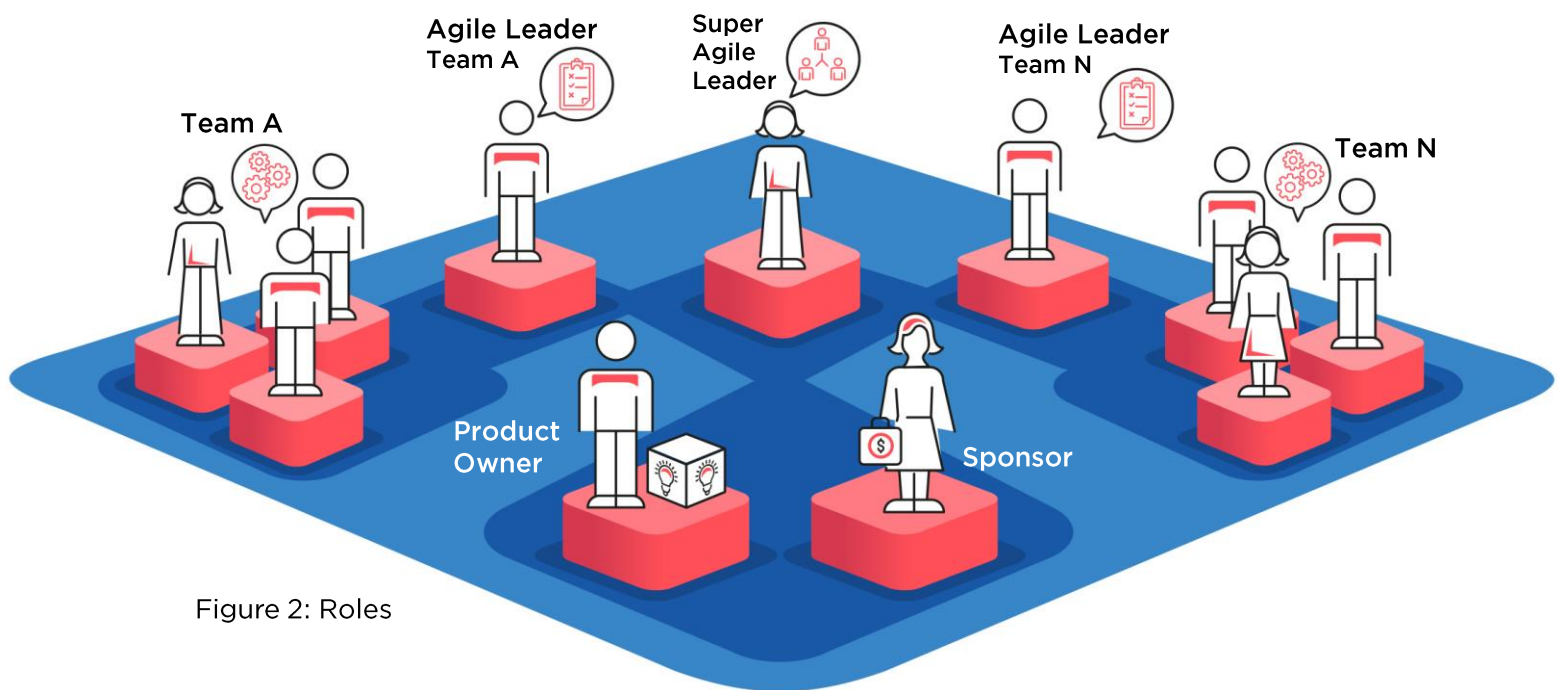 Agile Leader
Team A
Super
Agile
Leader
Agile Leader
Team N
Team A
Team N
Product
Owner
$
Sponsor
Figure 2: Roles